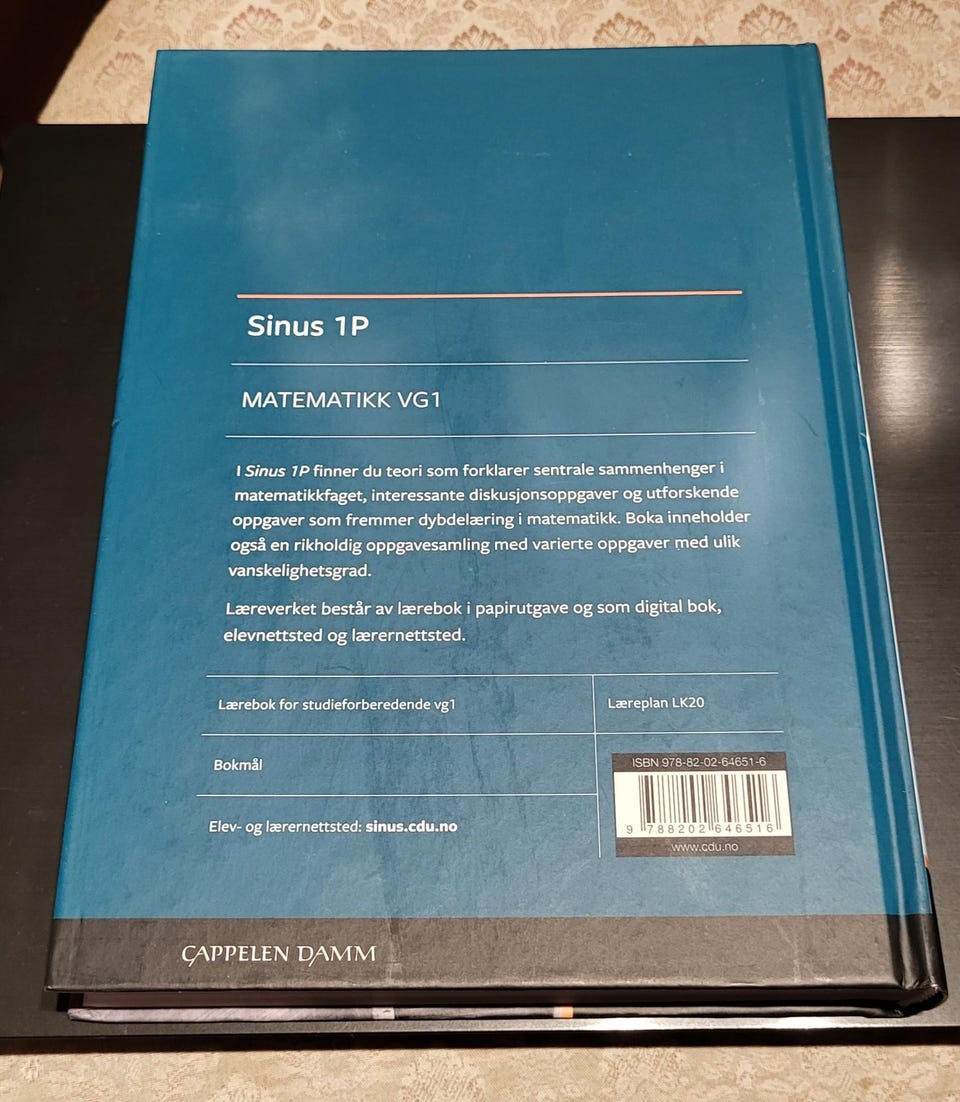 Sinus 1P
MATEMATIKK VG1
I Sinus 1P finner du teori som forklarer sentrale sammenhenger i
matematikkfaget, interessante diskusjonsoppgaver og utforskende
oppgaver som fremmer dybdelæring i matematikk. Boka inneholder
også en rikholdig oppgavesamling med varierte oppgaver med ulik
vanskelighetsgrad.
Læreverket består av lærebok i papirutgave og som digital bok,
elevnettsted og lærernettsted.
Lærebok for studieforberedende vg1
Læreplan LK20
Bokmål
Elev- og lærernettsted: sinus.cdu.no
ISBN 978-82-02-64651-6
9 788202 646516
www.cdu.no
CAPPELEN DAMM